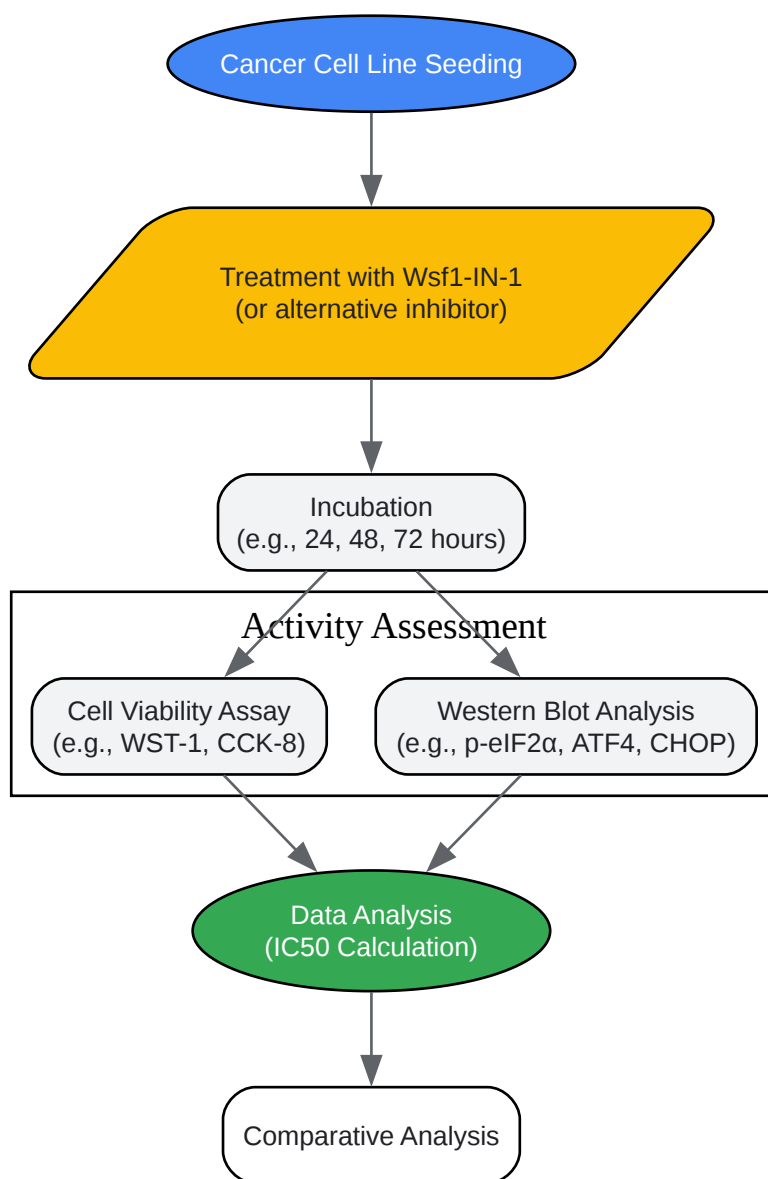 Cancer Cell Line Seeding
Treatment with Wsf1-IN-1
(or alternative inhibitor)
Incubation
(e.g., 24, 48, 72 hours)
Activity Assessment
Cell Viability Assay
(e.g., WST-1, CCK-8)
Western Blot Analysis
(e.g., p-eIF2α, ATF4, CHOP)
Data Analysis
(IC50 Calculation)
Comparative Analysis